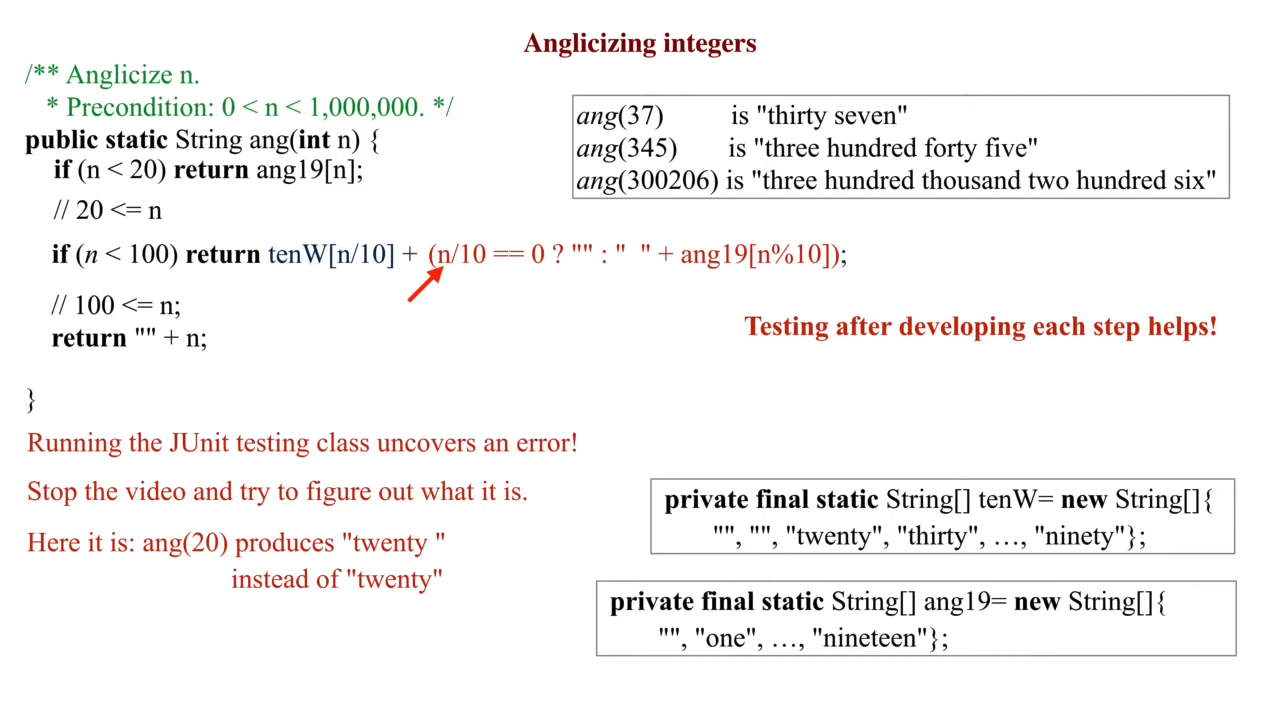 Anglicizing integers
/** Anglicize n.
* Precondition: 0 < n < 1,000,000. */
public static String ang(int n) {
if (n < 20) return ang19[n];
// 20 <= n
if (n < 100) return tenW[n/10] + (n/10 == 0 ? "" : "  " + ang19[n%10]);
// 100 <= n;
return "" + n;
}
ang(37) is "thirty seven"
ang(345) is "three hundred forty five"
ang(300206) is "three hundred thousand two hundred six"
Testing after developing each step helps!
Running the JUnit testing class uncovers an error!
Stop the video and try to figure out what it is.
Here it is: ang(20) produces "twenty "
instead of "twenty"
private final static String[] tenW= new String[]{
"", "", "twenty", "thirty", …, "ninety"};
private final static String[] ang19= new String[]{
"", "one", …, "nineteen"};